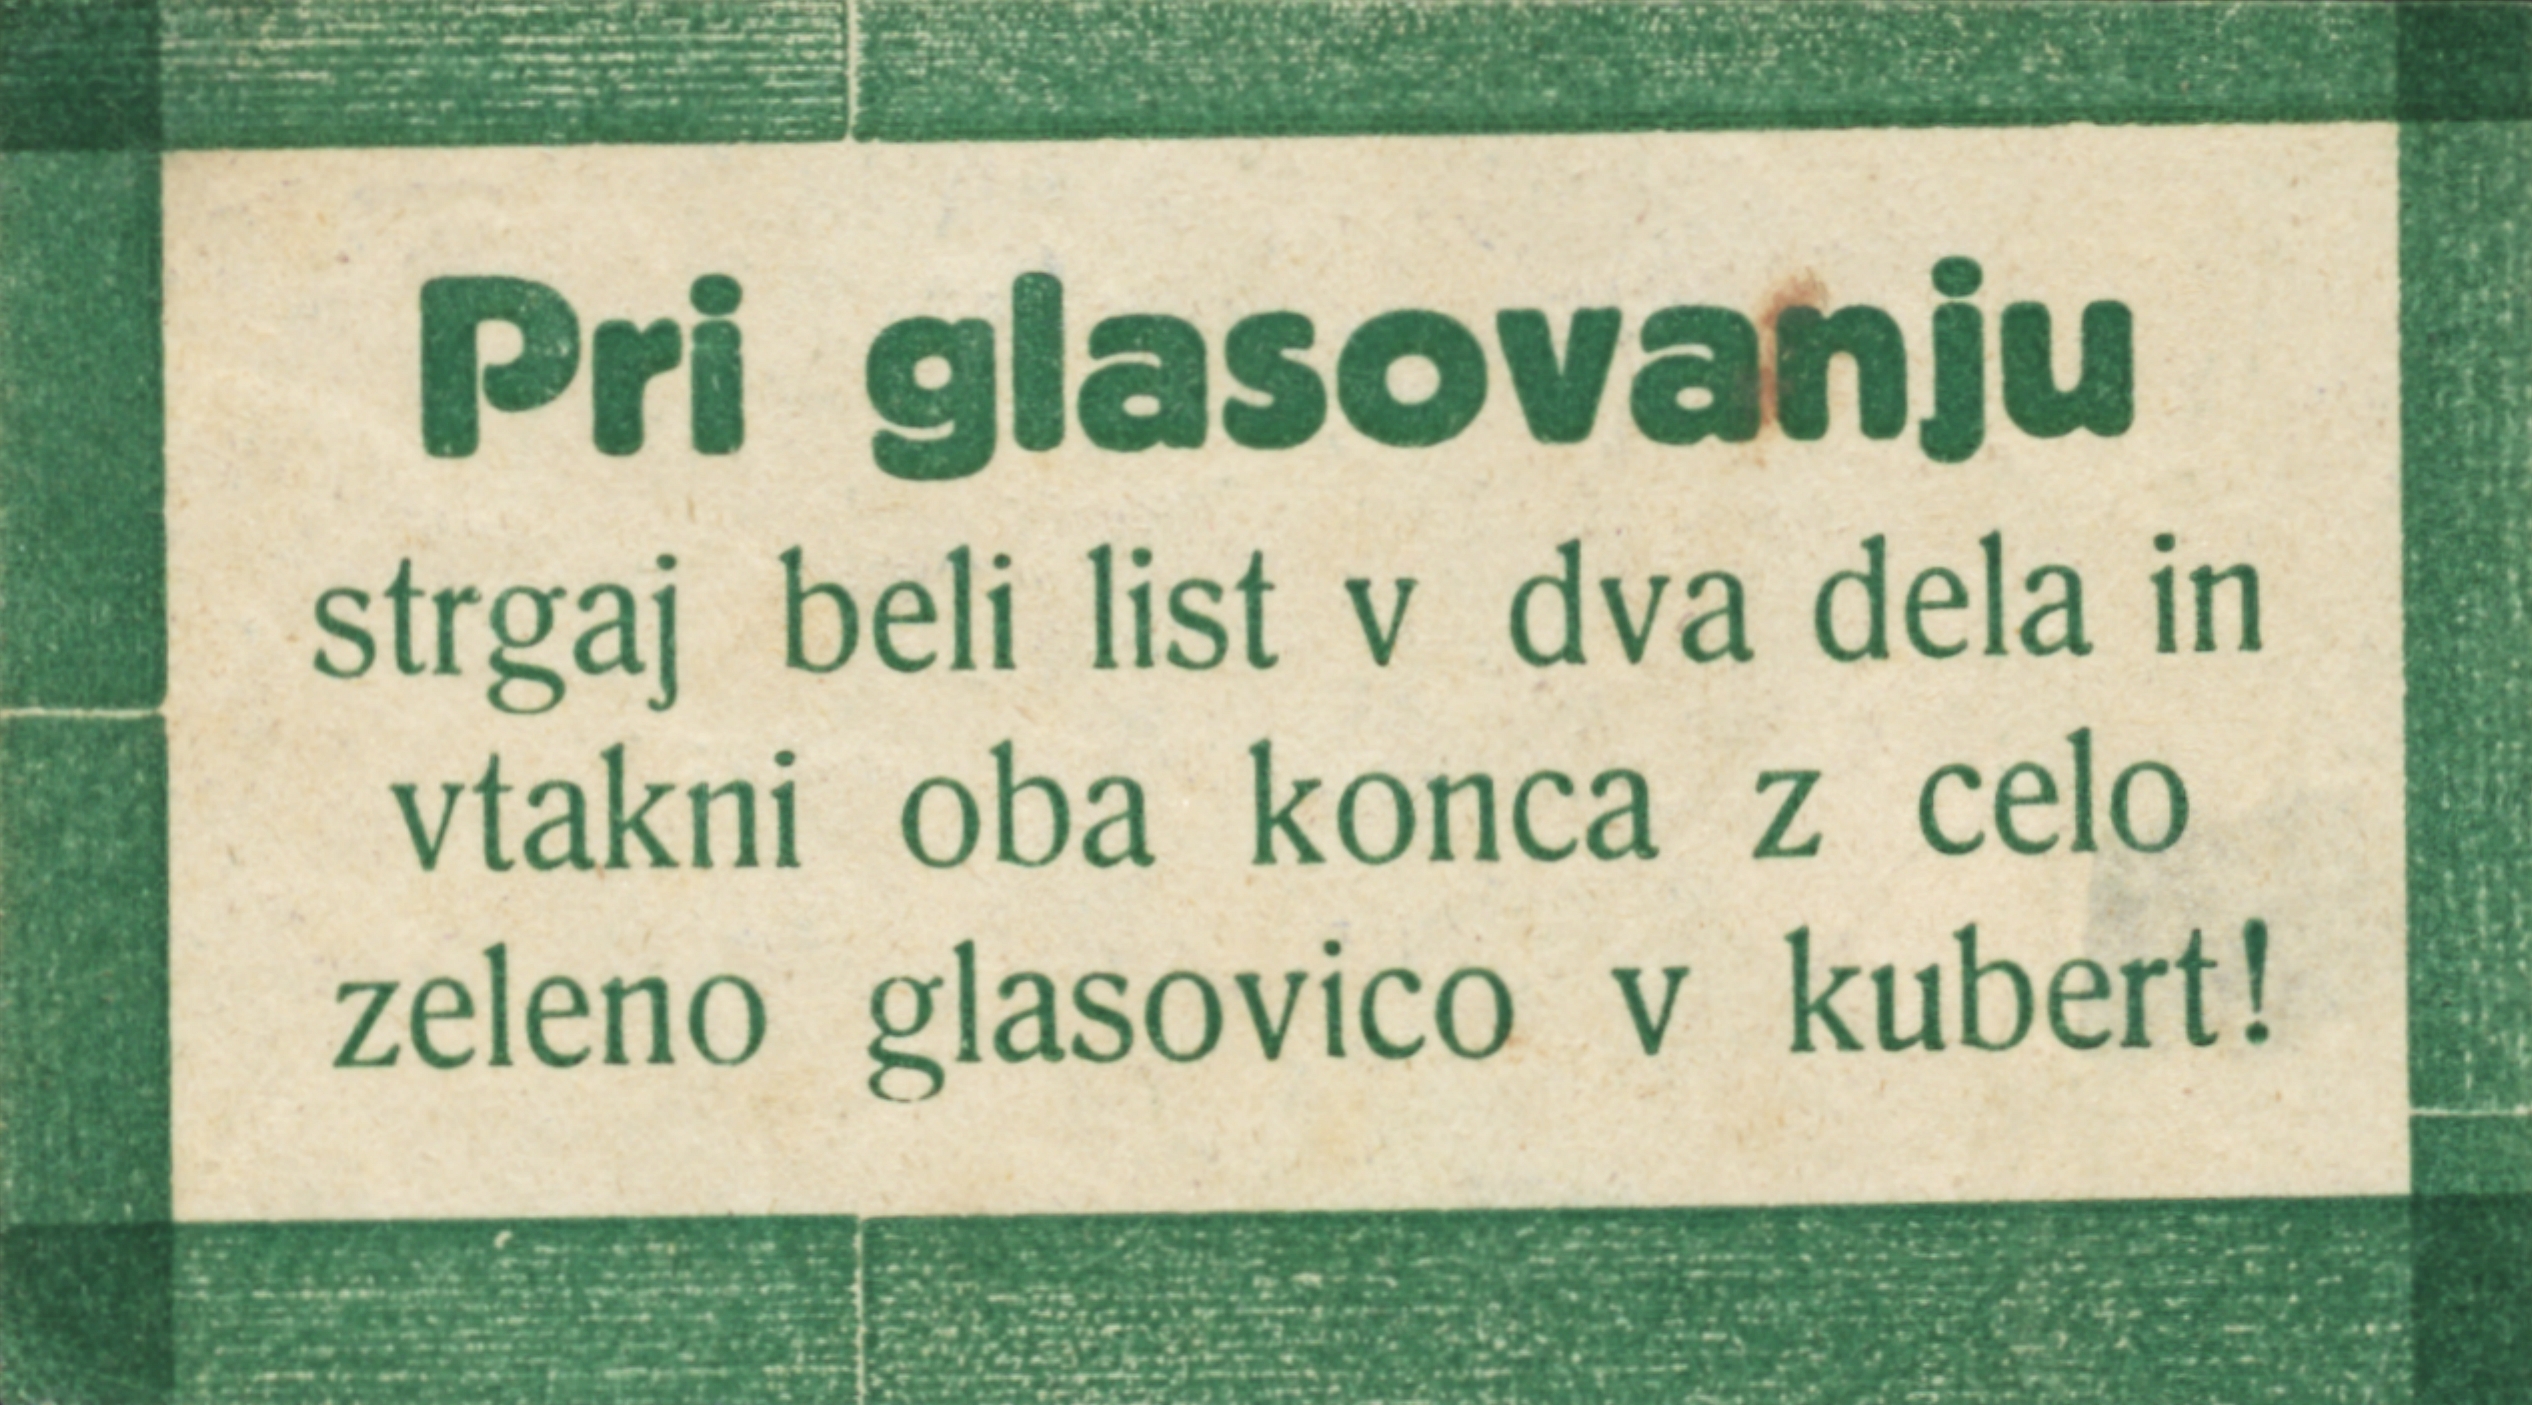 Pri glasovanju
strgaj beli list v dva dela in
vtakni oba konca z celo
zeleno glasovico v kubert!